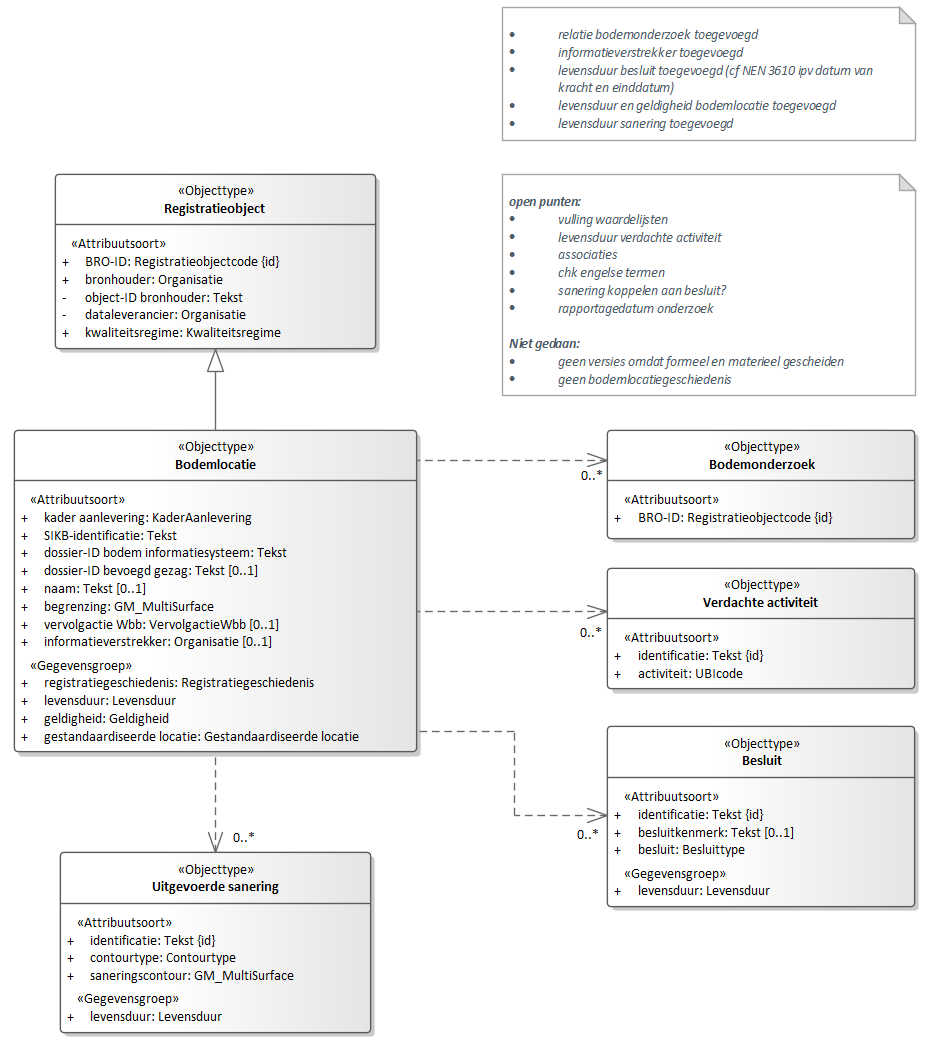 • relatie bodemonderzoek toegevoegd
• informatieverstrekker toegevoegd
• levensduur besluit toegevoegd (cf NEN 3610 ipv datum van
kracht en einddatum)
• levensduur en geldigheid bodemlocatie toegevoegd
• levensduur sanering toegevoegd
open punten:
• vulling waardelijsten
• levensduur verdachte activiteit
• associaties
• chk engelse termen
• sanering koppelen aan besluit?
• rapportagedatum onderzoek
Niet gedaan:
• geen versies omdat formeel en materieel gescheiden
• geen bodemlocatiegeschiedenis
«Objecttype»
Registratieobject
«Attribuutsoort»
+ BRO-ID: Registratieobjectcode {id}
+ bronhouder: Organisatie
- object-ID bronhouder: Tekst
- dataleverancier: Organisatie
+ kwaliteitsregime: Kwaliteitsregime
«Objecttype»
Bodemlocatie
«Attribuutsoort»
+ kader aanlevering: KaderAanlevering
+ SIKB-identificatie: Tekst
+ dossier-ID bodem informatiesysteem: Tekst
+ dossier-ID bevoegd gezag: Tekst [0..1]
+ naam: Tekst [0..1]
+ begrenzing: GM_MultiSurface
+ vervolgactie Wbb: VervolgactieWbb [0..1]
+ informatieverstrekker: Organisatie [0..1]
«Gegevensgroep»
+ registratiegeschiedenis: Registratiegeschiedenis
+ levensduur: Levensduur
+ geldigheid: Geldigheid
+ gestandaardiseerde locatie: Gestandaardiseerde locatie
0..*
«Objecttype»
Bodemonderzoek
«Attribuutsoort»
+ BRO-ID: Registratieobjectcode {id}
0..*
«Objecttype»
Verdachte activiteit
«Attribuutsoort»
+ identificatie: Tekst {id}
+ activiteit: UBIcode
0..*
«Objecttype»
Besluit
«Attribuutsoort»
+ identificatie: Tekst {id}
+ besluitkenmerk: Tekst [0..1]
+ besluit: Besluittype
«Gegevensgroep»
+ levensduur: Levensduur
0..*
«Objecttype»
Uitgevoerde sanering
«Attribuutsoort»
+ identificatie: Tekst {id}
+ contourtype: Contourtype
+ saneringscontour: GM_MultiSurface
«Gegevensgroep»
+ levensduur: Levensduur